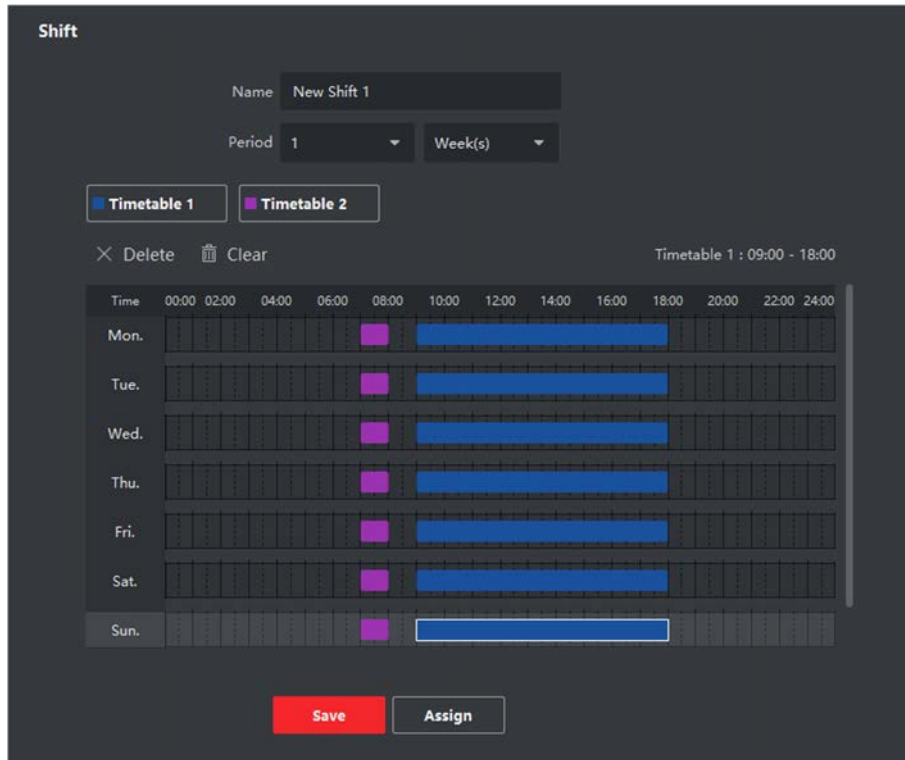 Shift
Name New Shift 1
Period 1 Week(s)
Timetable 1 Timetable 2
Delete Clear Timetable 1 : 09:00 - 18:00
Time 00:00 02:00 04:00 06:00 08:00 10:00 12:00 14:00 16:00 18:00 20:00 22:00 24:00
Mon.
Tue.
Wed.
Thu.
Fri.
Sat.
Sun.
Save Assign